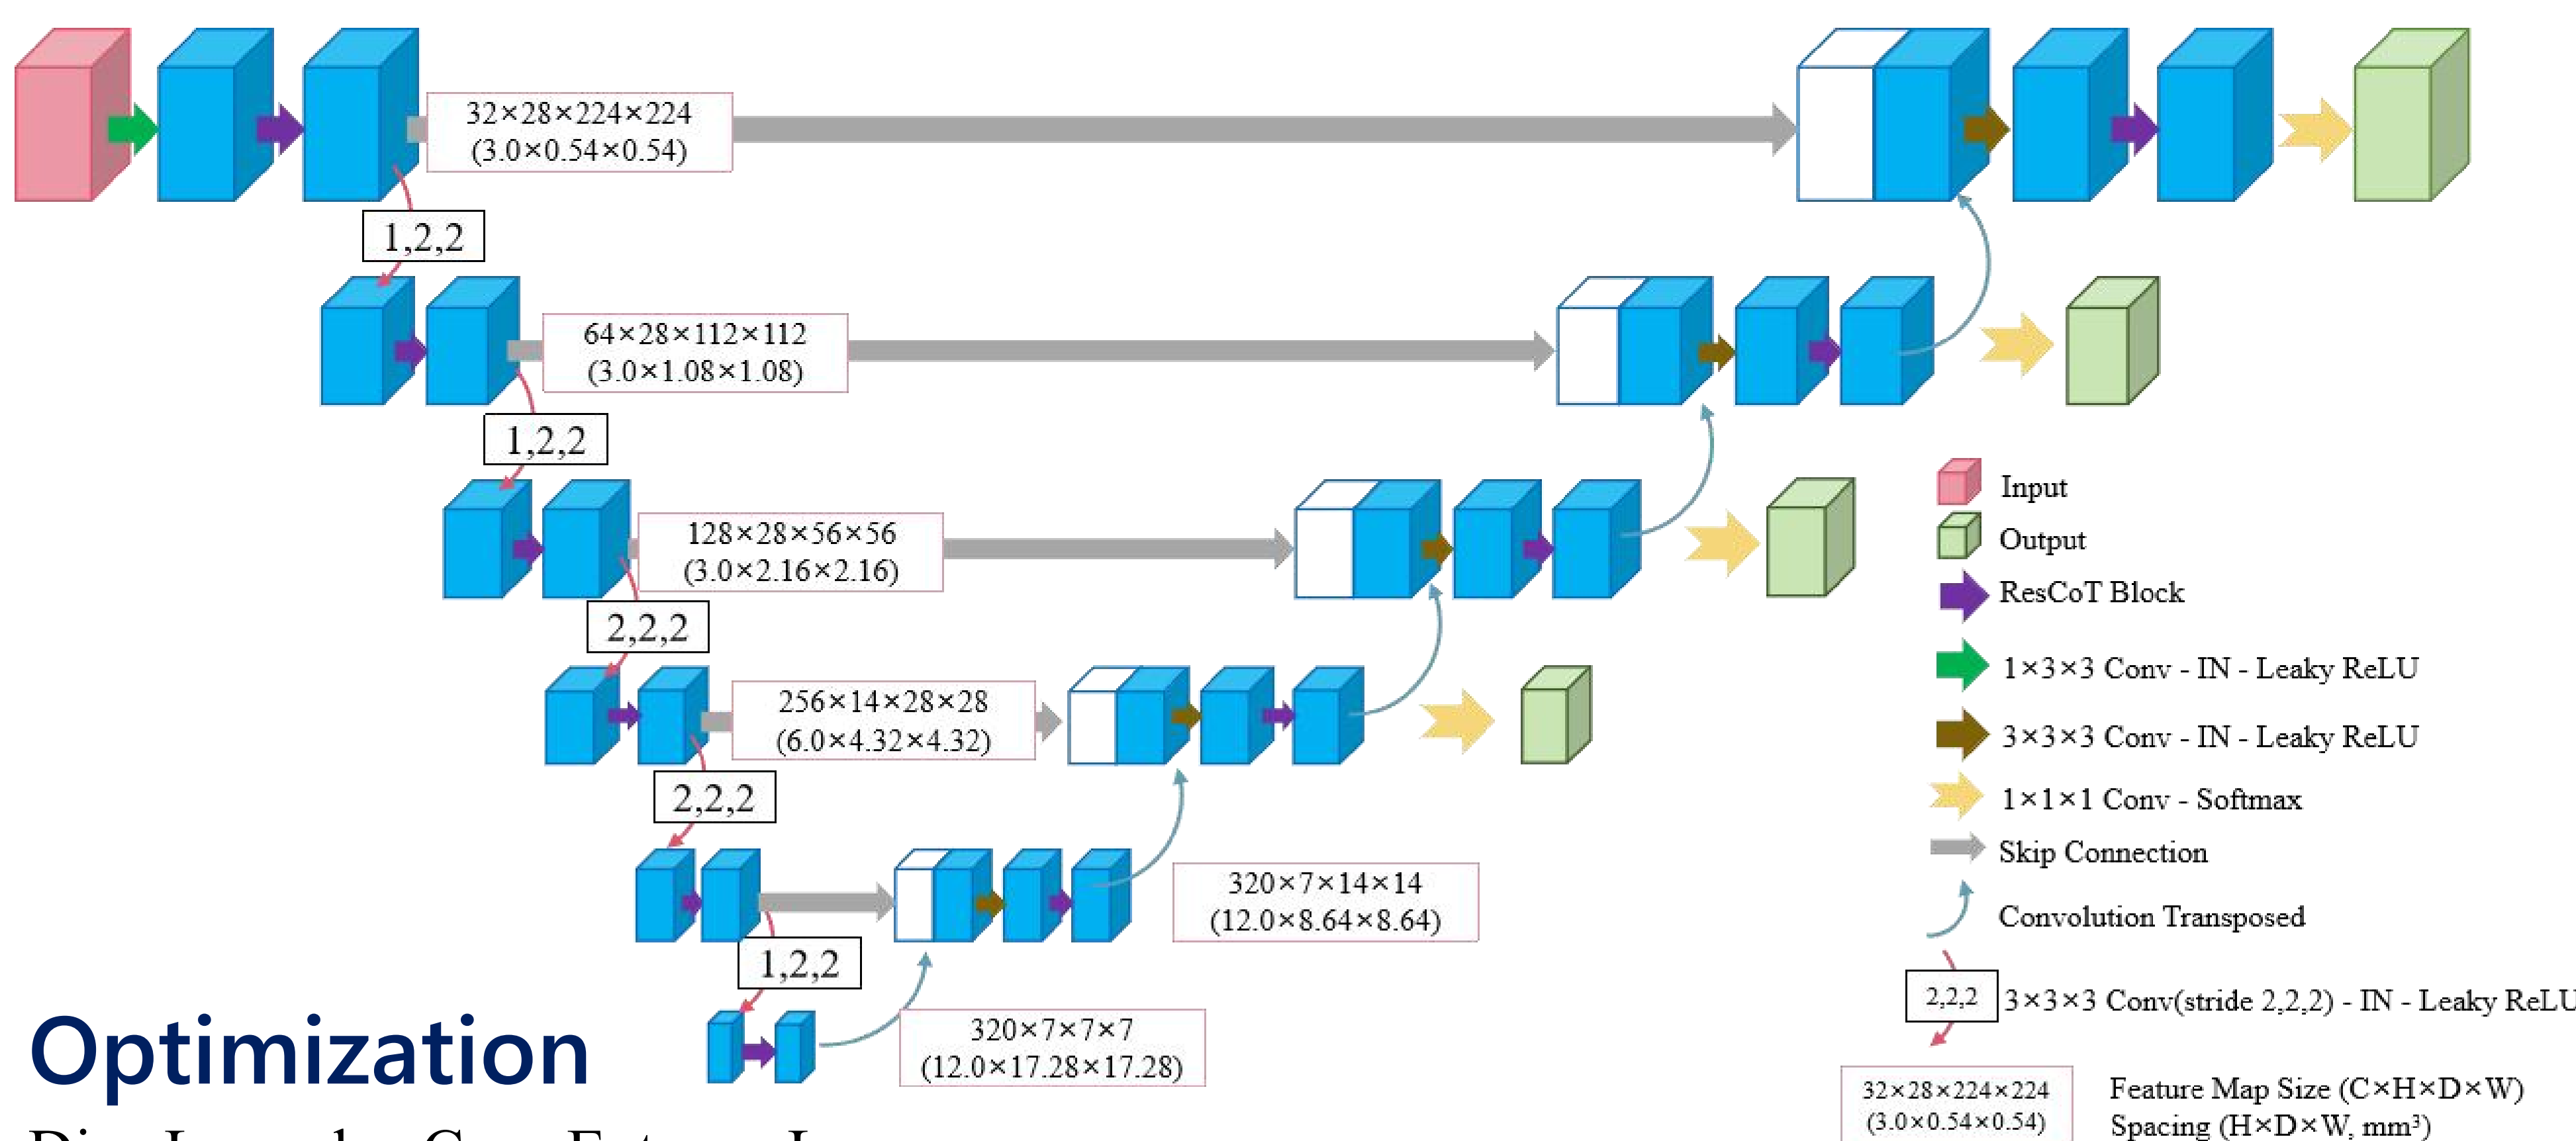 32×28×224×224
(3.0×0.54×0.54)
1,2,2
64×28×112×112
(3.0×1.08×1.08)
1,2,2
128×28×56×56
(3.0×2.16×2.16)
2,2,2
256×14×28×28
(6.0×4.32×4.32)
2,2,2
320×7×14×14
(12.0×8.64×8.64)
1,2,2
320×7×7×7
(12.0×17.28×17.28)
Input
Output
ResCoT Block
1×3×3 Conv - IN - Leaky ReLU
3×3×3 Conv - IN - Leaky ReLU
1×1×1 Conv - Softmax
Skip Connection
Convolution Transposed
2,2,2 3×3×3 Conv(stride 2,2,2) - IN - Leaky ReLU
32×28×224×224
(3.0×0.54×0.54)
Feature Map Size (C×H×D×W)
Spacing (H×D×W, mm³)
Optimization